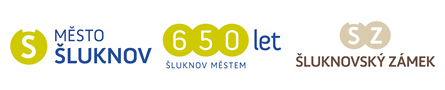 Š
MĚSTO
ŠLUKNOV
650 let
ŠLUKNOV MĚSTEM
SZ
ŠLUKNOVSKÝ ZÁMEK